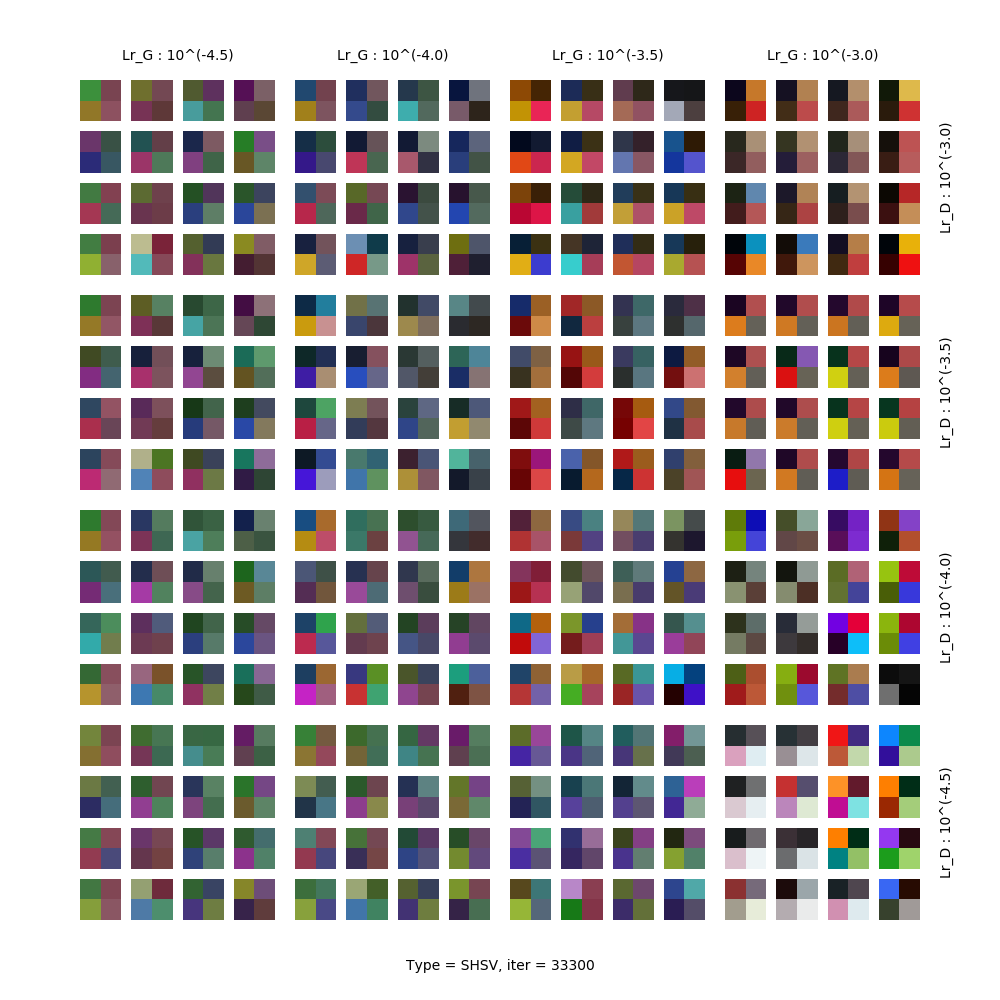 Lr_G : 10^(-4.5)
Lr_G : 10^(-4.0)
Lr_G : 10^(-3.5)
Lr_G : 10^(-3.0)
Lr_D : 10^(-3.0)
Lr_D : 10^(-3.5)
Lr_D : 10^(-4.0)
Lr_D : 10^(-4.5)
Type = SHSV, iter = 33300